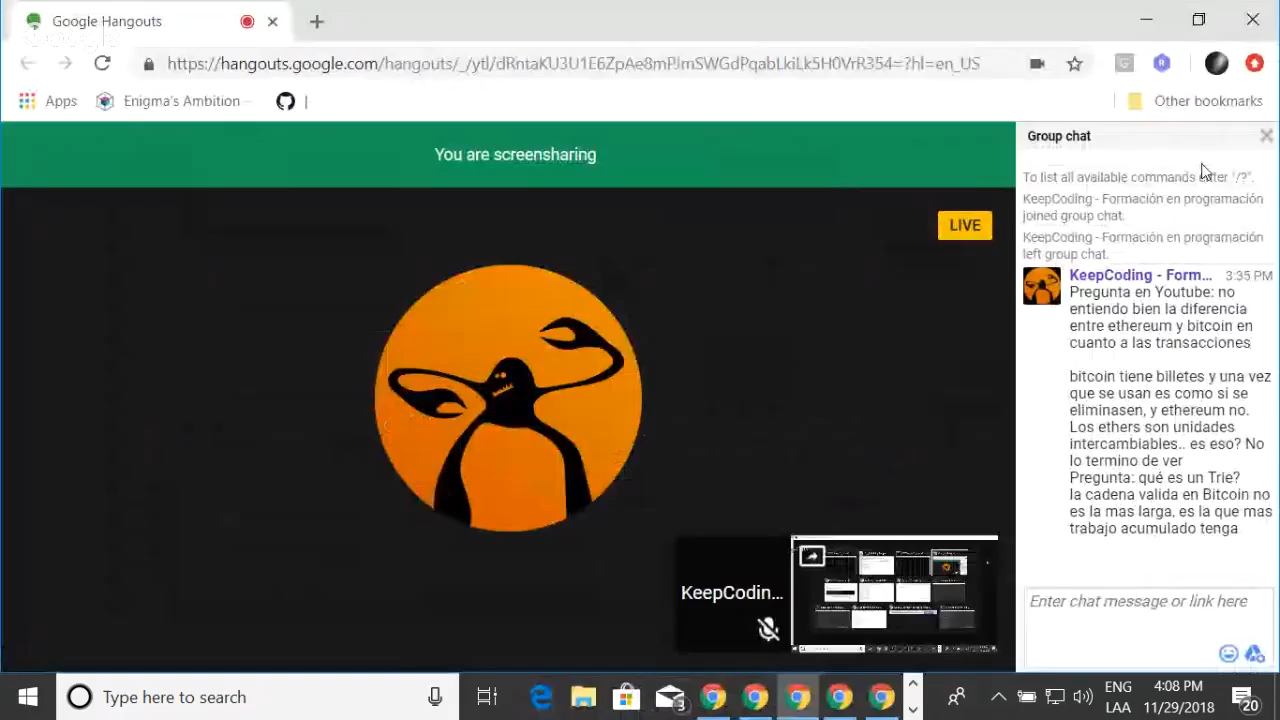 Google Hangouts
https://hangouts.google.com/hangouts/_/ytl/dRntaKU3U1E6ZpAe8mPJmSWGdPqabLkiLk5H0VrR354=?hl=en_US
Apps
Enigma's Ambition
Other bookmarks
You are screensharing
LIVE
KeepCodin...
Group chat
To list all available commands enter "/?".
KeepCoding - Formación en programación
joined group chat.
KeepCoding - Formación en programación
left group chat.
KeepCoding - Form... 3:35 PM
Pregunta en Youtube: no
entiendo bien la diferencia
entre ethereum y bitcoin en
cuanto a las transacciones
bitcoin tiene billetes y una vez
que se usan es como si se
eliminasen, y ethereum no.
Los ethers son unidades
intercambiables.. es eso? No
lo termino de ver
Pregunta: qué es un Trie?
la cadena valida en Bitcoin no
es la mas larga, es la que mas
trabajo acumulado tenga
Enter chat message or link here
Type here to search
3
ENG
LAA
4:08 PM
11/29/2018
20